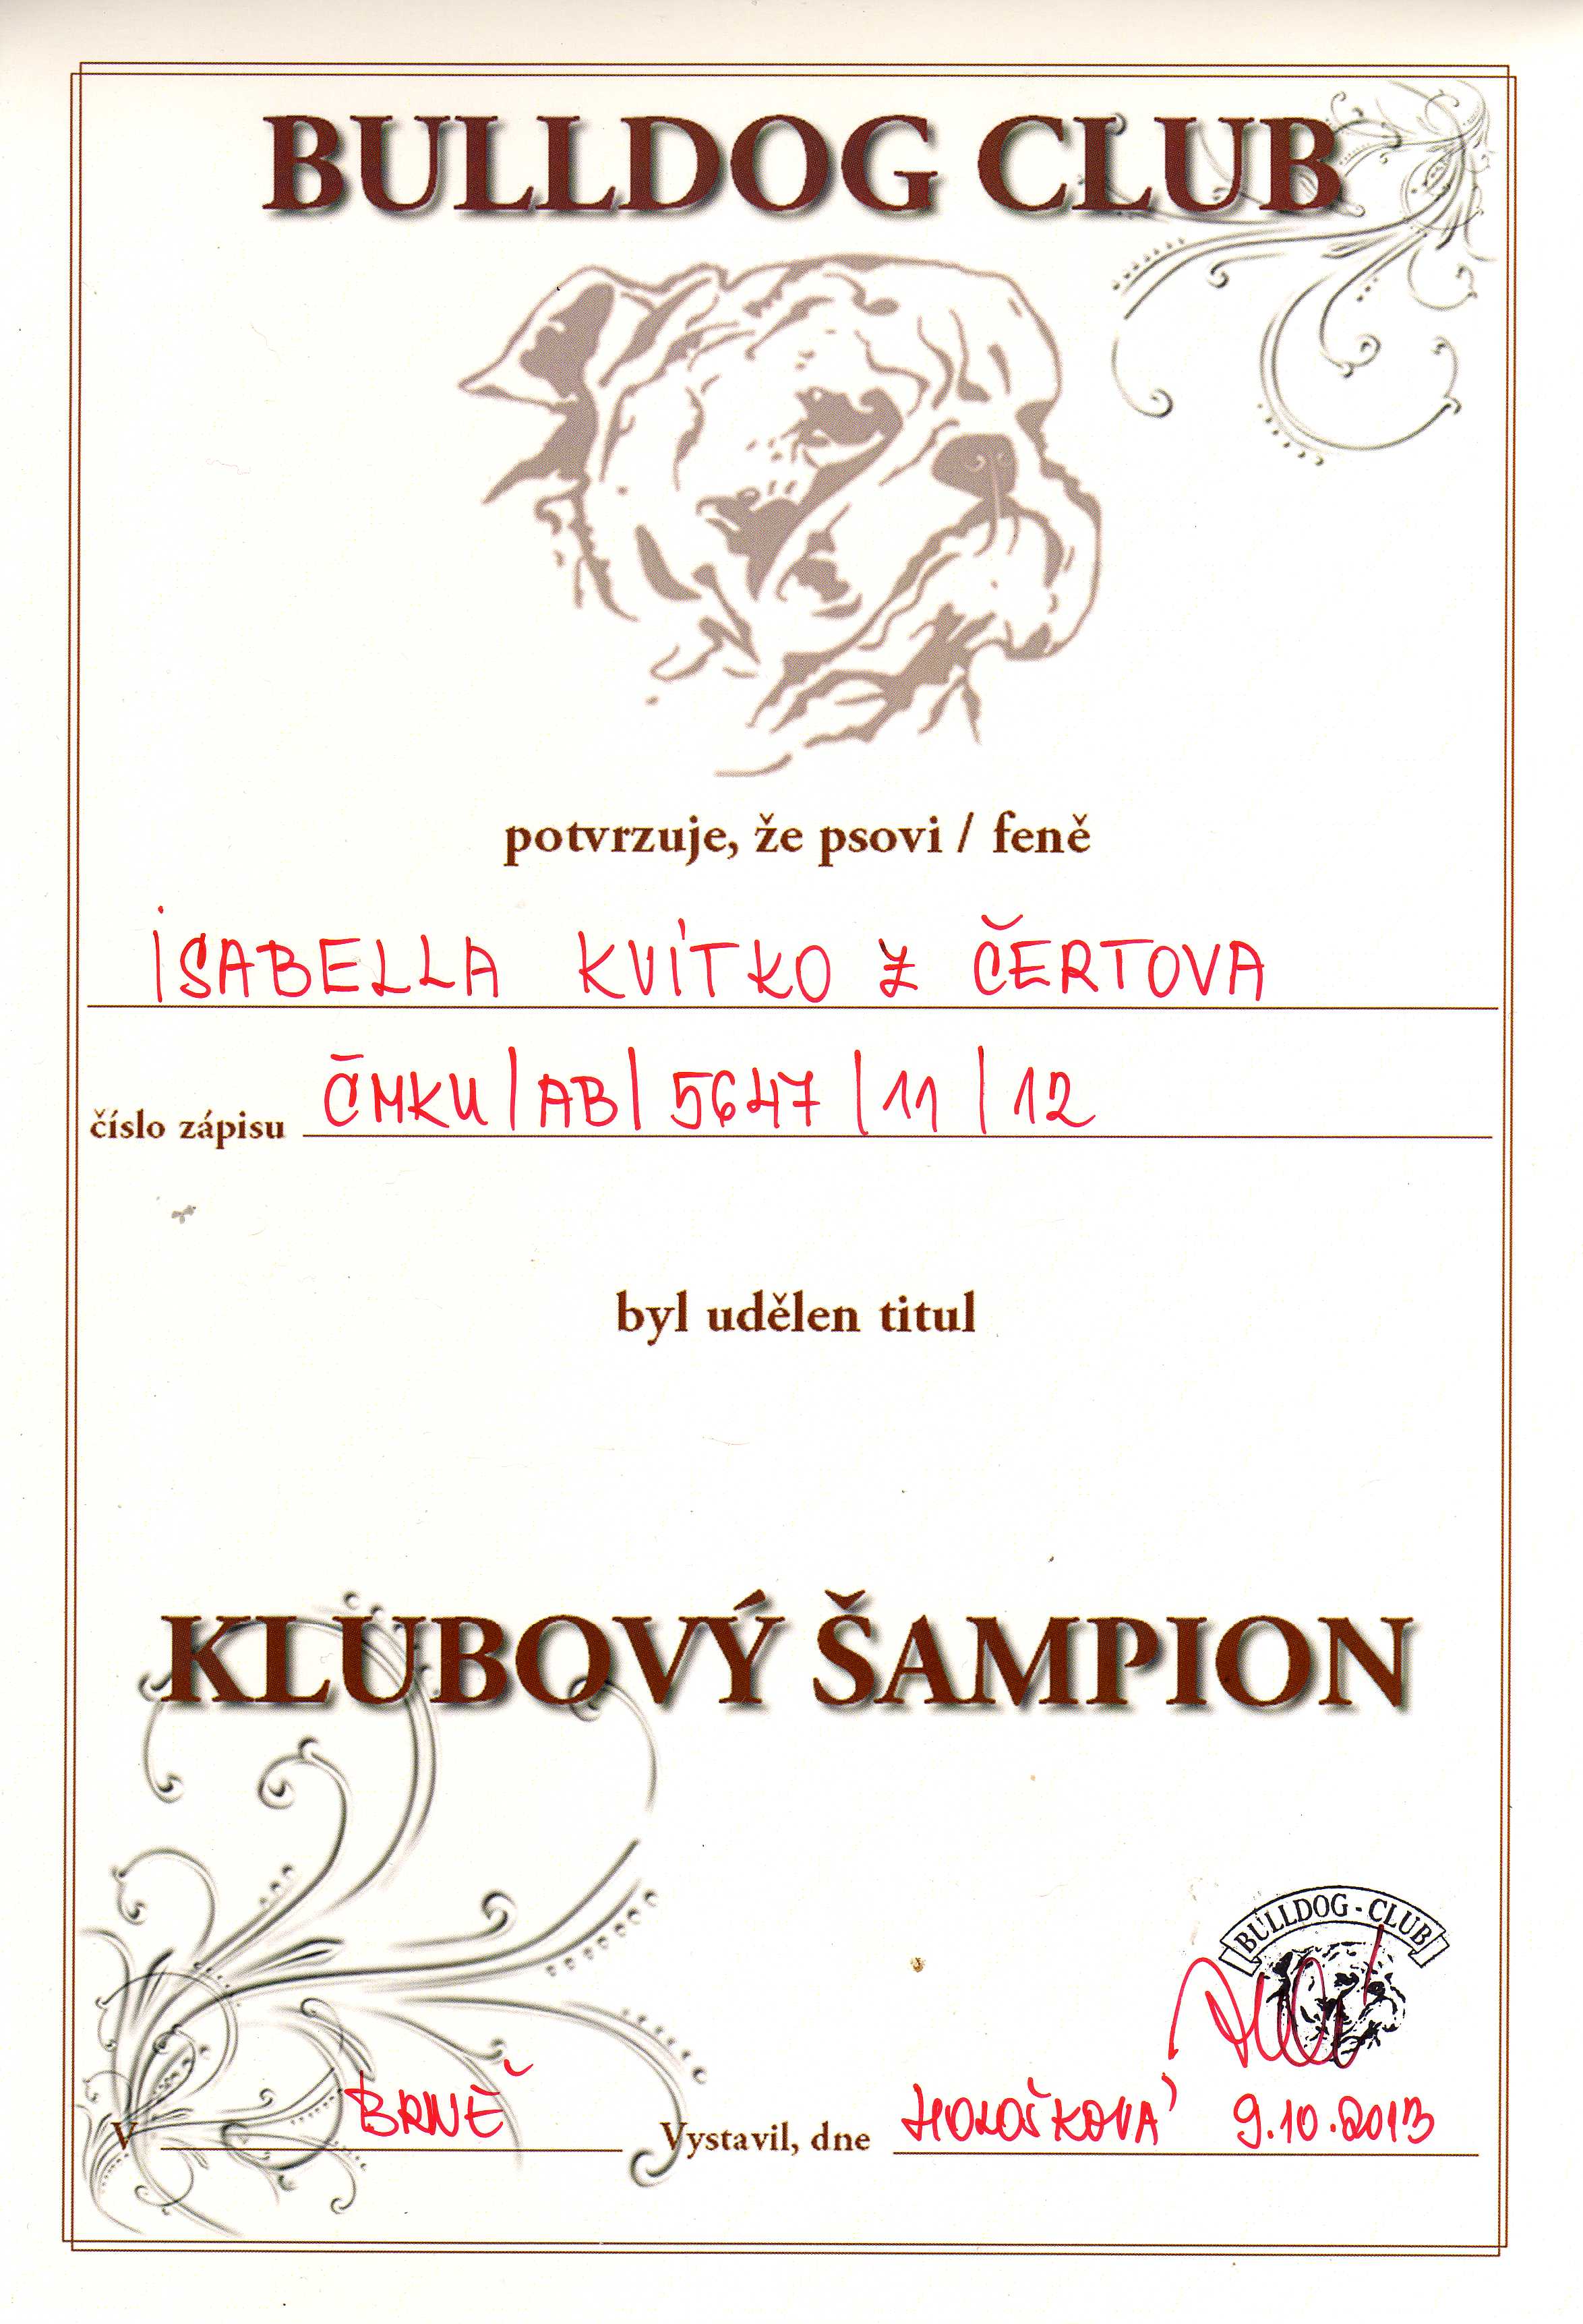 BULLDOG CLUB
potvrzuje, že psovi / feně
ISABELLA KVÍTKO Z ČERTOVA
číslo zápisu ČMKU/AB/5647/11/12
byl udělen titul
KLUBOVÝ ŠAMPION
BULLDOG-CLUB
V BRNĚ Vystavil, dne HOLOŠKOVÁ 9.10.2013